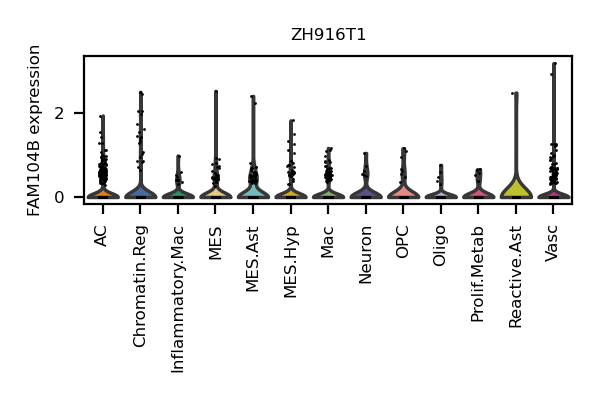 ZH916T1
FAM104B expression
2
0
AC
Chromatin.Reg
Inflammatory.Mac
MES
MES.Ast
MES.Hyp
Mac
Neuron
OPC
Oligo
Prolif.Metab
Reactive.Ast
Vasc